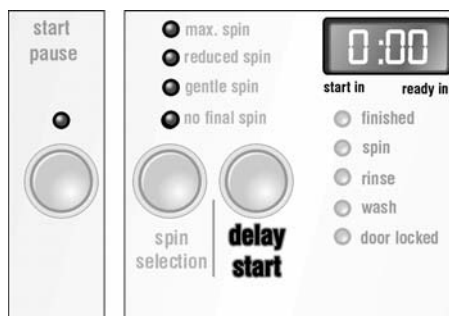 start
pause
max. spin
reduced spin
gentle spin
no final spin
spin
selection
delay
start
0:00
start in ready in
finished
spin
rinse
wash
door locked